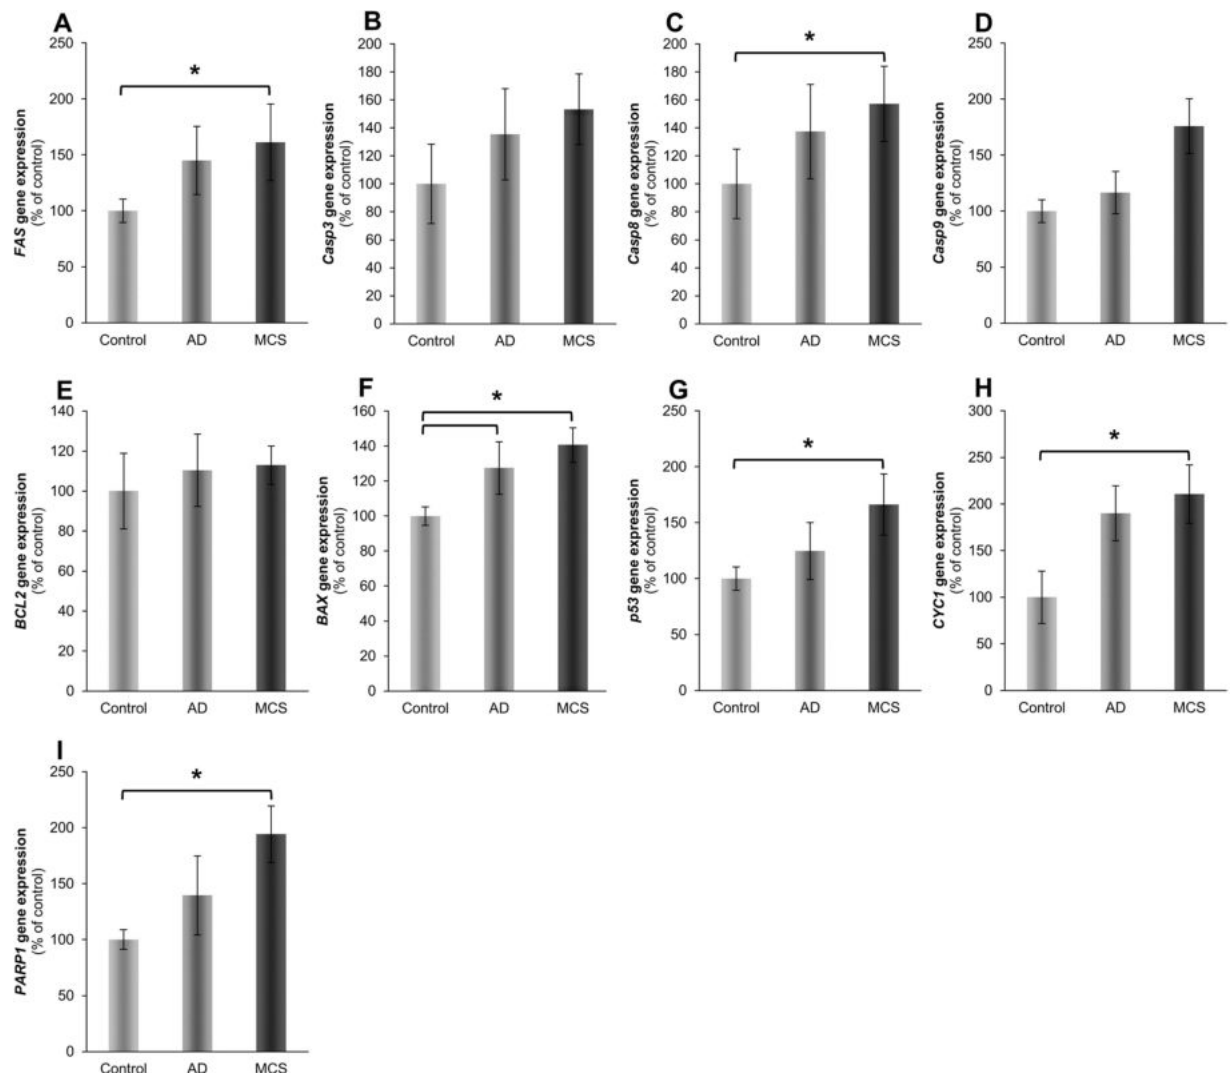 A
FAS gene expression
(% of control)
250
200
150
100
50
0
*
Control AD MCS
B
Casp3 gene expression
(% of control)
200
180
160
140
120
100
80
60
40
20
0
Control AD MCS
C
Casp8 gene expression
(% of control)
200
180
160
140
120
100
80
60
40
20
0
*
Control AD MCS
D
Casp9 gene expression
(% of control)
250
200
150
100
50
0
Control AD MCS
E
BCL2 gene expression
(% of control)
140
120
100
80
60
40
20
0
Control AD MCS
F
BAX gene expression
(% of control)
160
140
120
100
80
60
40
20
0
*
Control AD MCS
G
p53 gene expression
(% of control)
250
200
150
100
50
0
*
Control AD MCS
H
CYC1 gene expression
(% of control)
300
250
200
150
100
50
0
*
Control AD MCS
I
PARP1 gene expression
(% of control)
250
200
150
100
50
0
*
Control AD MCS